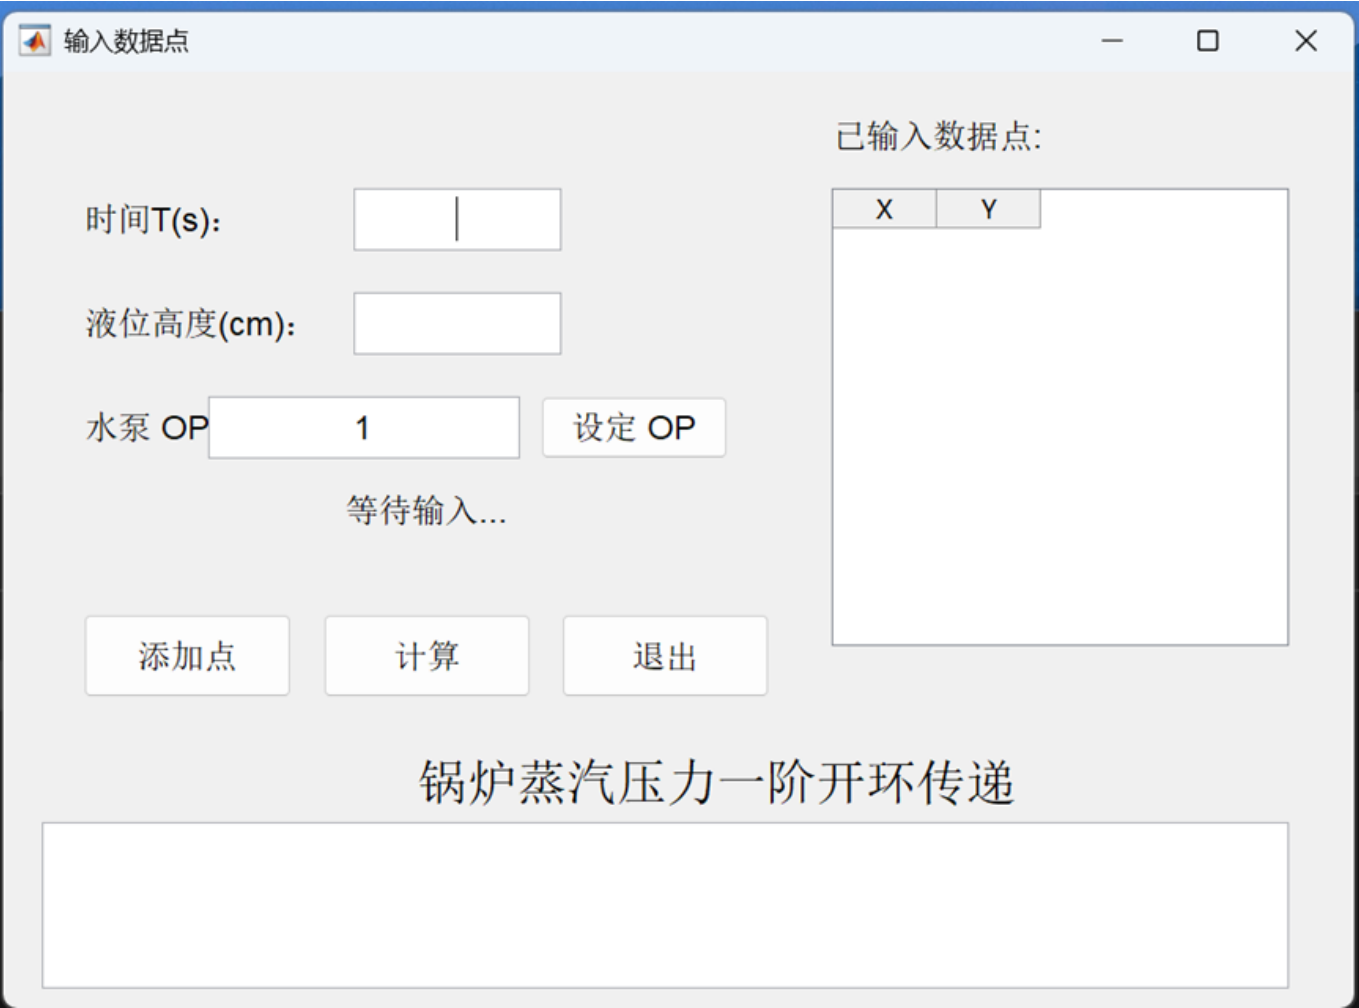 输入数据点
已输入数据点:
X Y
时间T(s)：
液位高度(cm)：
水泵 OP 1 设定 OP
等待输入...
添加点 计算 退出
锅炉蒸汽压力一阶开环传递